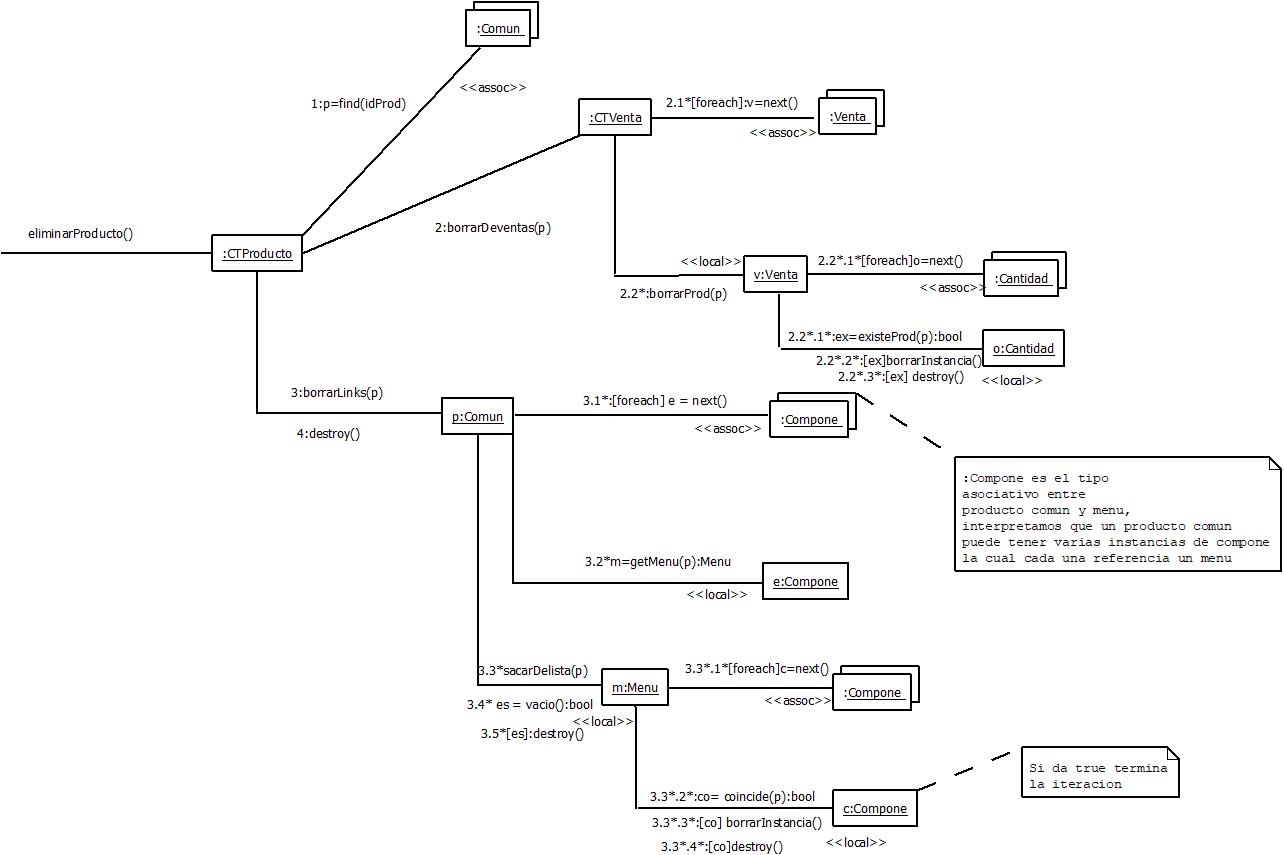 :Comun
<<assoc>>
1:p=find(idProd)
:CTVenta
2.1*[foreach]:v=next()
:Venta
<<assoc>>
eliminarProducto()
:CTProducto
2:borrarDeventas(p)
<<local>>
v:Venta
2.2*.1*[foreach]o=next()
:Cantidad
<<assoc>>
2.2*:borrarProd(p)
2.2*.1*:ex=existeProd(p):bool
o:Cantidad
2.2*.2*:[ex]borrarInstancia()
2.2*.3*:[ex] destroy()
<<local>>
3:borrarLinks(p)
p:Comun
4:destroy()
3.1*:[foreach] e = next()
:Compone
<<assoc>>
:Compone es el tipo
asociativo entre
producto comun y menu,
interpretamos que un producto comun
puede tener varias instancias de compone
la cual cada una referencia un menu
3.2*m=getMenu(p):Menu
e:Compone
<<local>>
3.3*sacarDelista(p)
m:Menu
3.3*.1*[foreach]c=next()
:Compone
<<assoc>>
3.4* es = vacio():bool
<<local>>
3.5*[es]:destroy()
Si da true termina
la iteracion
3.3*.2*:co= coincide(p):bool
c:Compone
3.3*.3*:[co] borrarInstancia()
3.3*.4*:[co]destroy()
<<local>>